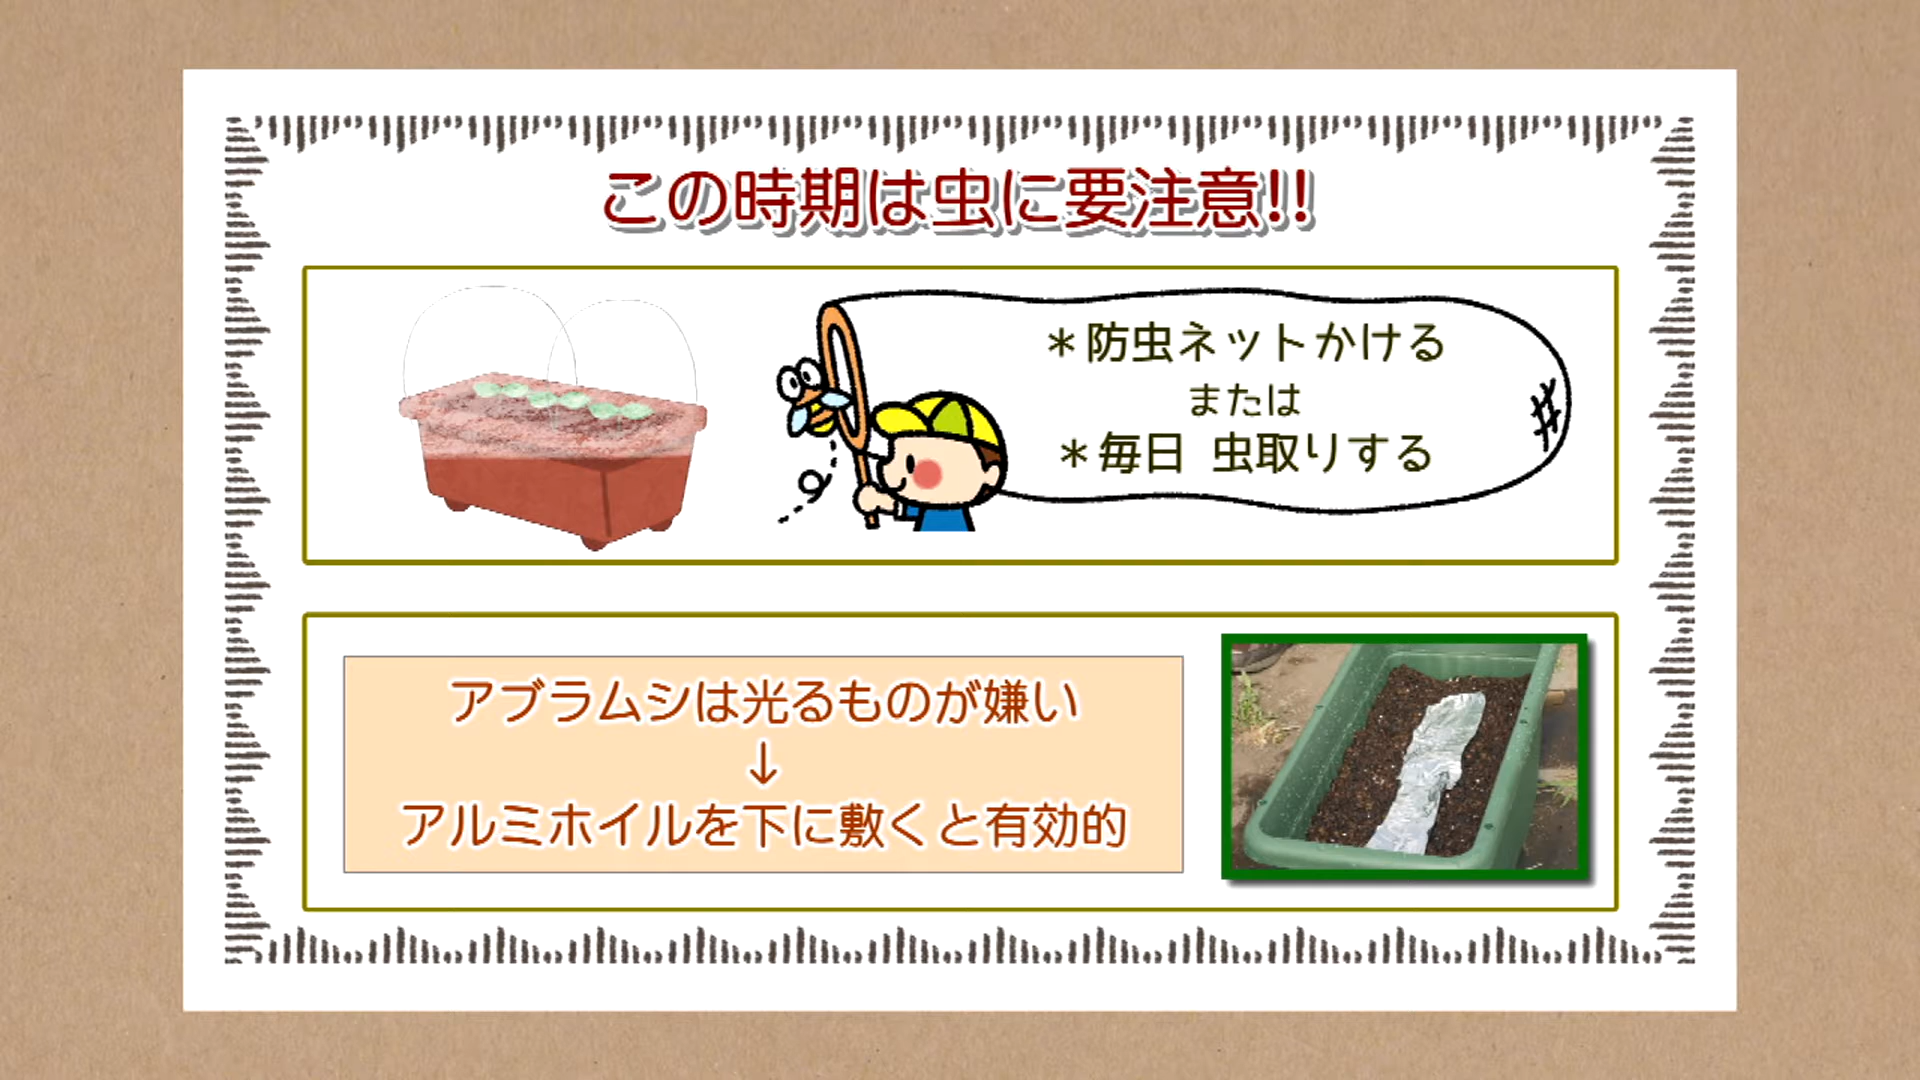 この時期は虫に要注意!!
＊防虫ネットかける
または
＊毎日 虫取りする
アブラムシは光るものが嫌い
↓
アルミホイルを下に敷くと有効的